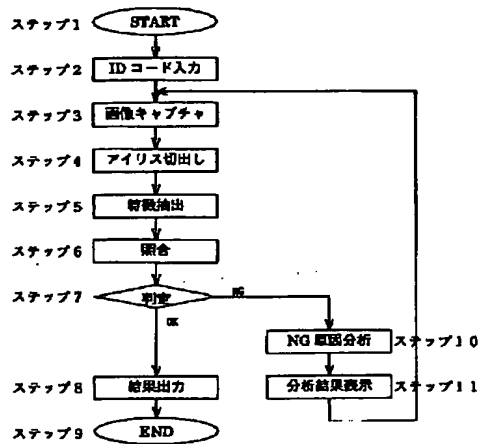 ステップ1 START
ステップ2 IDコード入力
ステップ3 画像キャプチャ
ステップ4 アイリス切出し
ステップ5 特徴抽出
ステップ6 照合
ステップ7 判定 NG
OK
NG原因分析 ステップ10
ステップ8 結果出力 分析結果表示 ステップ11
ステップ9 END